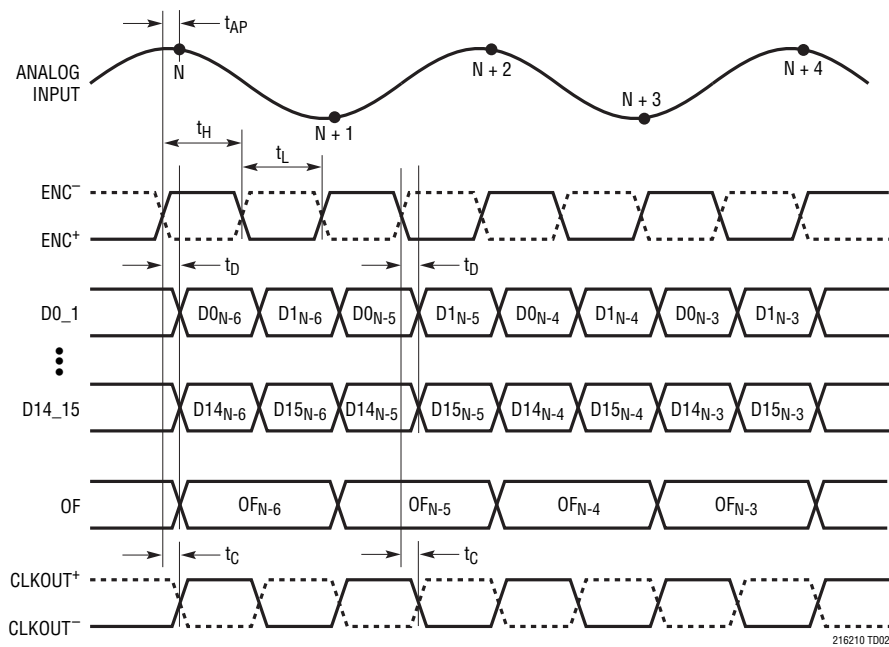 tAP
ANALOG
INPUT
N
N + 1
N + 2
N + 3
N + 4
tH
tL
ENC–
ENC+
tD
tD
D0_1
D0N-6
D1N-6
D0N-5
D1N-5
D0N-4
D1N-4
D0N-3
D1N-3
D14_15
D14N-6
D15N-6
D14N-5
D15N-5
D14N-4
D15N-4
D14N-3
D15N-3
OF
OFN-6
OFN-5
OFN-4
OFN-3
tC
tC
CLKOUT+
CLKOUT–
216210 TD02